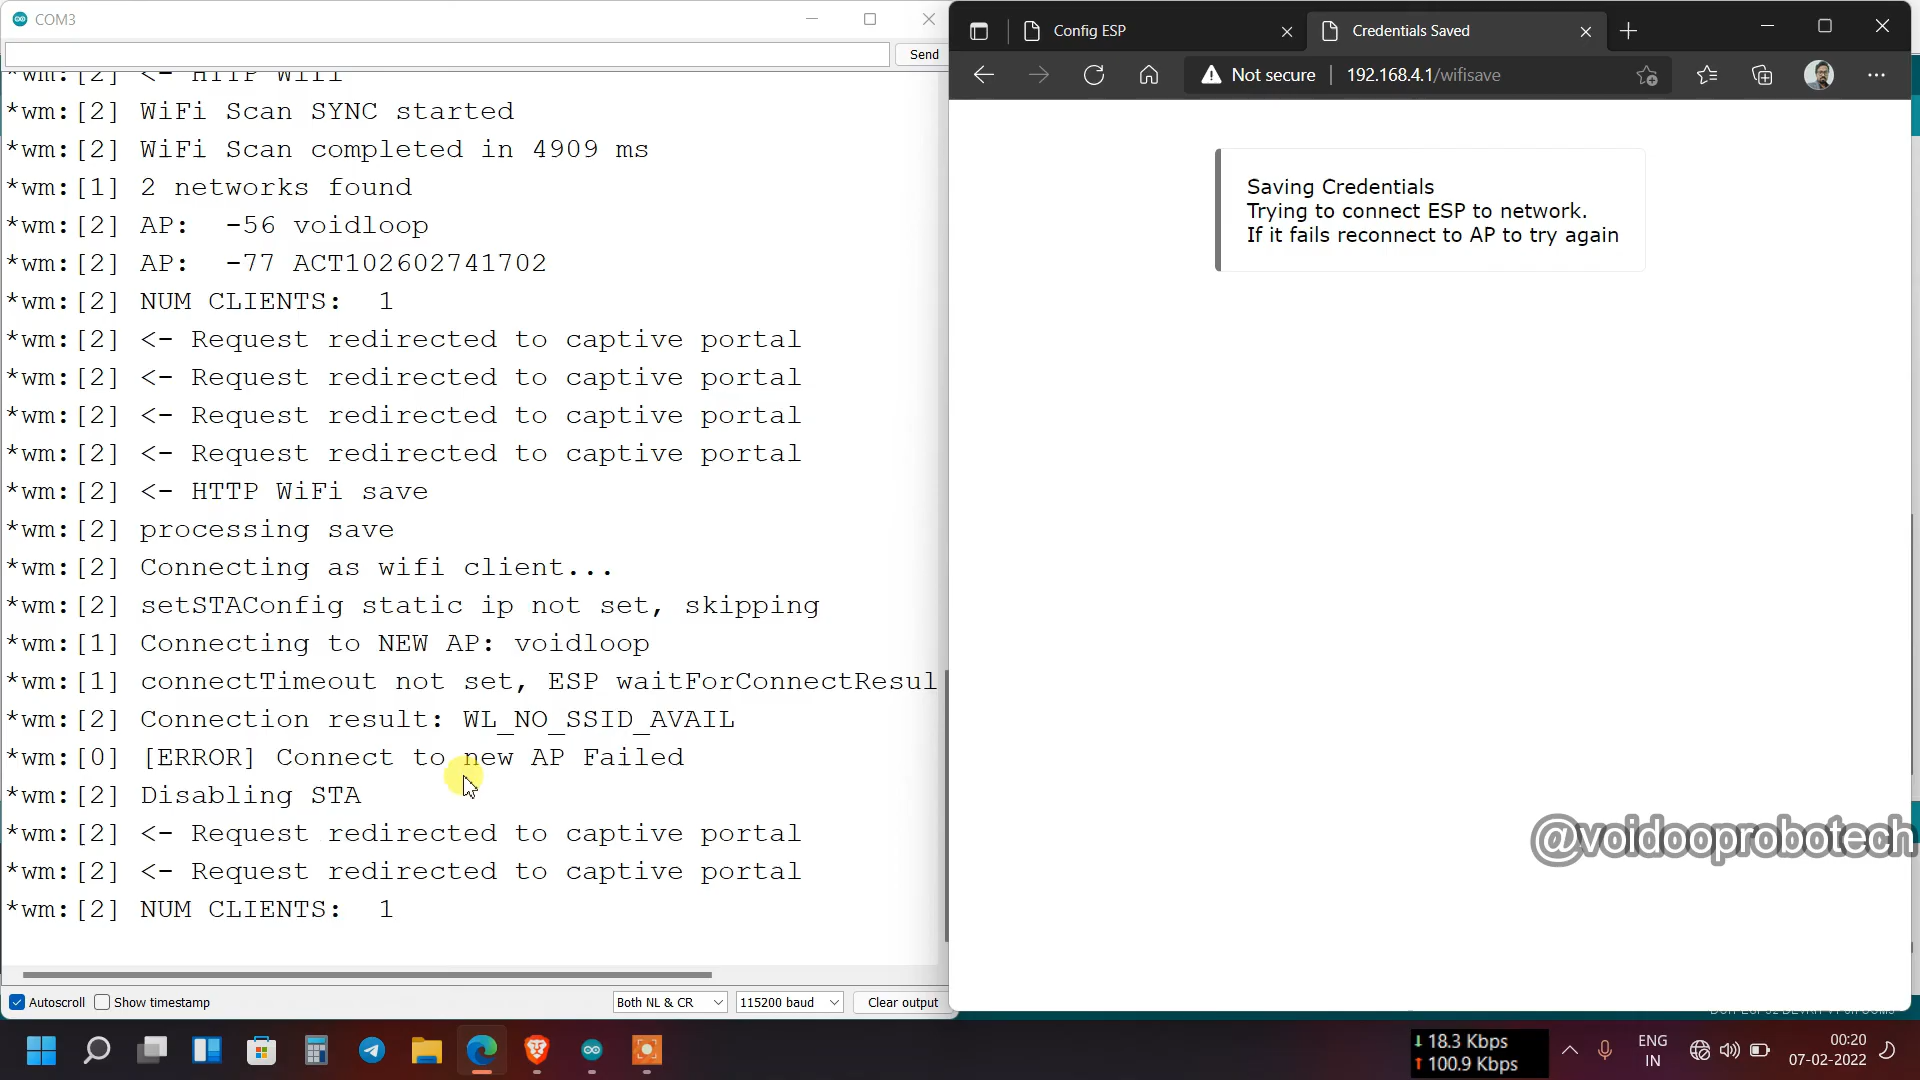 COM3
Send
*wm:[2] <- HTTP Wifi
*wm:[2] WiFi Scan SYNC started
*wm:[2] WiFi Scan completed in 4909 ms
*wm:[1] 2 networks found
*wm:[2] AP:  -56 voidloop
*wm:[2] AP:  -77 ACT102602741702
*wm:[2] NUM CLIENTS:  1
*wm:[2] <- Request redirected to captive portal
*wm:[2] <- Request redirected to captive portal
*wm:[2] <- Request redirected to captive portal
*wm:[2] <- Request redirected to captive portal
*wm:[2] <- HTTP WiFi save
*wm:[2] processing save
*wm:[2] Connecting as wifi client...
*wm:[2] setSTAConfig static ip not set, skipping
*wm:[1] Connecting to NEW AP: voidloop
*wm:[1] connectTimeout not set, ESP waitForConnectResul
*wm:[2] Connection result: WL_NO_SSID_AVAIL
*wm:[0] [ERROR] Connect to new AP Failed
*wm:[2] Disabling STA
*wm:[2] <- Request redirected to captive portal
*wm:[2] <- Request redirected to captive portal
*wm:[2] NUM CLIENTS:  1
Autoscroll Show timestamp Both NL & CR 115200 baud Clear output
Config ESP
Credentials Saved
Not secure 192.168.4.1/wifisave
Saving Credentials
Trying to connect ESP to network.
If it fails reconnect to AP to try again
@voidooprobotech
18.3 Kbps
100.9 Kbps
ENG
IN
00:20
07-02-2022